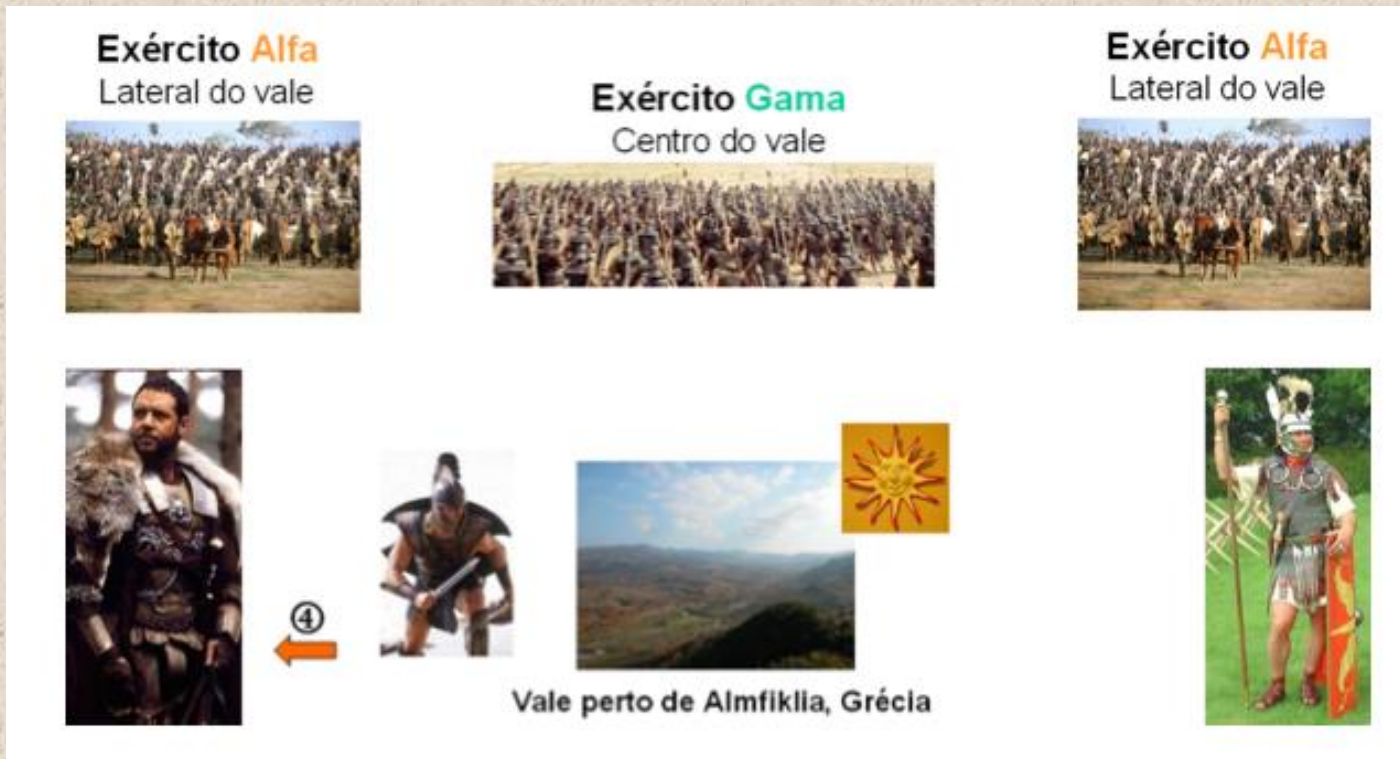 Exército Alfa
Lateral do vale
Exército Gama
Centro do vale
Exército Alfa
Lateral do vale
④
Vale perto de Almfiklia, Grécia